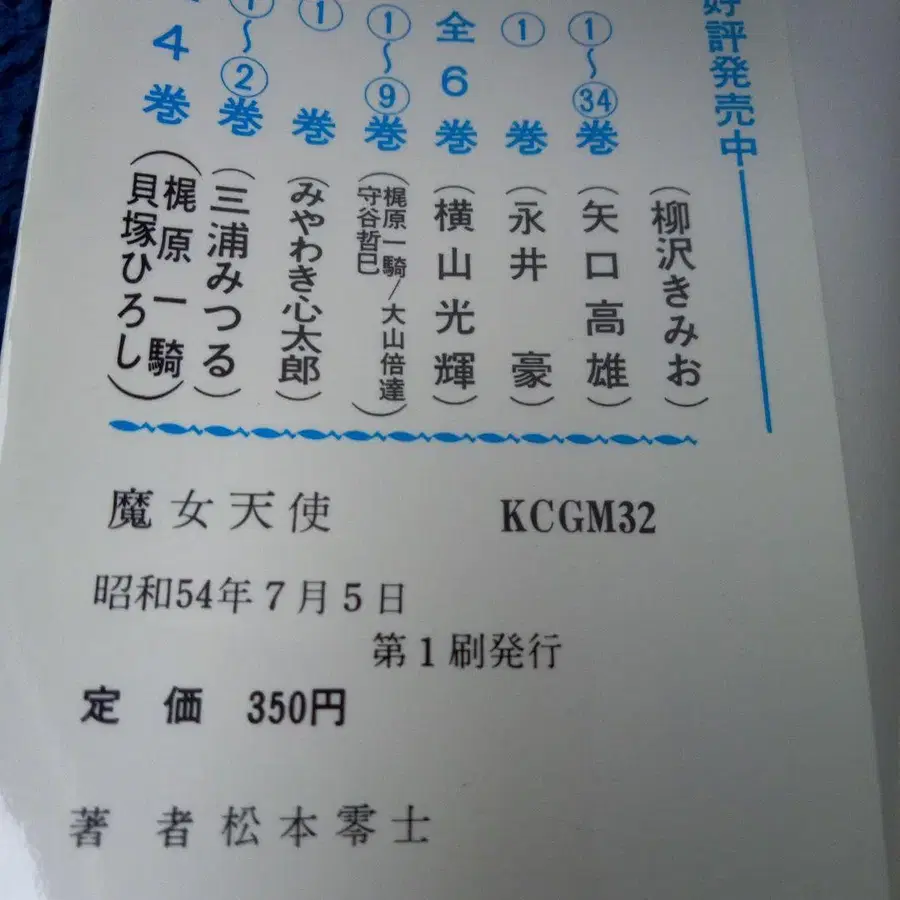 好評発売中
(柳沢きみお)
①〜㉞巻(矢口高雄)
①巻(永井豪)
全6巻(横山光輝)
①〜⑨巻(梶原一騎/大山倍達 守谷哲巳)
①巻(みやわき心太郎)
①〜②巻(三浦みつる)
4巻(梶原一騎 貝塚ひろし)
魔女天使 KCGM32
昭和54年7月5日
第1刷発行
定価 350円
著者 松本零士